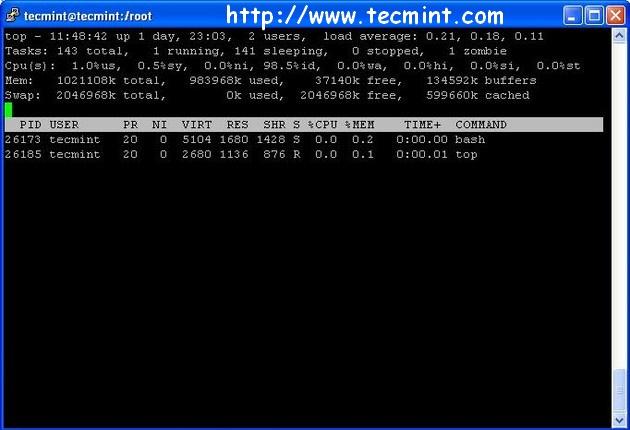 tecmint@tecmint:/root
http://www.tecmint.com
top - 11:48:42 up 1 day, 23:03,  2 users,  load average: 0.21, 0.18, 0.11
Tasks: 143 total,   1 running, 141 sleeping,   0 stopped,   1 zombie
Cpu(s):  1.0%us,  0.5%sy,  0.0%ni, 98.5%id,  0.0%wa,  0.0%hi,  0.0%si,  0.0%st
Mem:   1021108k total,   983968k used,    37140k free,   134592k buffers
Swap:  2046968k total,        0k used,  2046968k free,   599660k cached
PID USER      PR  NI  VIRT  RES  SHR S %CPU %MEM    TIME+  COMMAND
26173 tecmint   20   0  5104 1680 1428 S  0.0  0.2   0:00.00 bash
26185 tecmint   20   0  2680 1136  876 R  0.0  0.1   0:00.01 top